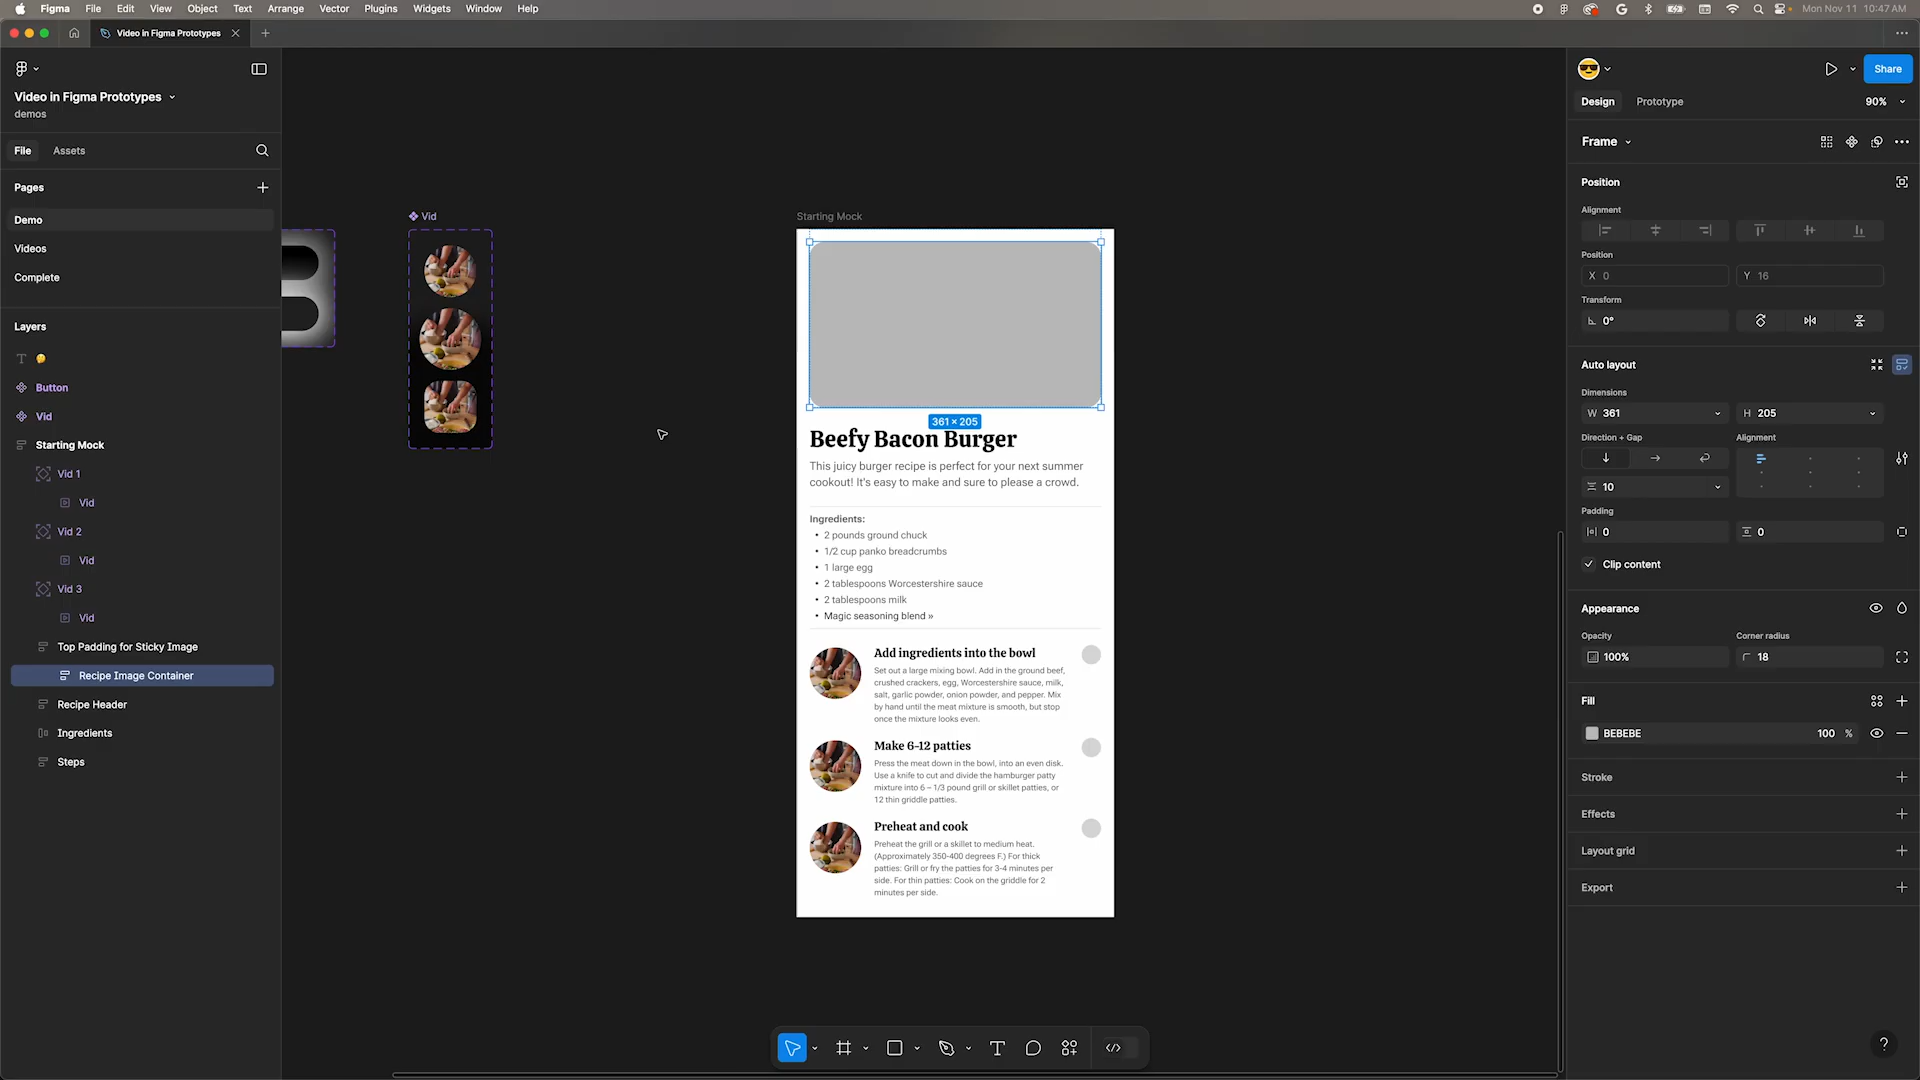 Figma File Edit View Object Text Arrange Vector Plugins Widgets Window Help
Mon Nov 11 10:47 AM
Video in Figma Prototypes
Video in Figma Prototypes
demos
File Assets
Pages
Demo
Videos
Complete
Layers
Button
Vid
Starting Mock
Vid 1
Vid
Vid 2
Vid
Vid 3
Vid
Top Padding for Sticky Image
Recipe Image Container
Recipe Header
Ingredients
Steps
Vid
Starting Mock
361 × 205
Beefy Bacon Burger
This juicy burger recipe is perfect for your next summer
cookout! It's easy to make and sure to please a crowd.
Ingredients:
• 2 pounds ground chuck
• 1/2 cup panko breadcrumbs
• 1 large egg
• 2 tablespoons Worcestershire sauce
• 2 tablespoons milk
• Magic seasoning blend »
Add ingredients into the bowl
Set out a large mixing bowl. Add in the ground beef,
crushed crackers, egg, Worcestershire sauce, milk,
salt, garlic powder, onion powder, and pepper. Mix
by hand until the meat mixture is smooth, but stop
once the mixture looks even.
Make 6-12 patties
Press the meat down in the bowl, into an even disk.
Use a knife to cut and divide the hamburger patty
mixture into 6 – 1/3 pound grill or skillet patties, or
12 thin griddle patties.
Preheat and cook
Preheat the grill or a skillet to medium heat.
(Approximately 350-400 degrees F.) For thick
patties: Grill or fry the patties for 3-4 minutes per
side. For thin patties: Cook on the griddle for 2
minutes per side.
Share
Design Prototype 90%
Frame
Position
Alignment
Position
X 0 Y 16
Transform
0°
Auto layout
Dimensions
W 361 H 205
Direction + Gap Alignment
10
Padding
0 0
Clip content
Appearance
Opacity Corner radius
100% 18
Fill
BEBEBE 100 %
Stroke
Effects
Layout grid
Export
?